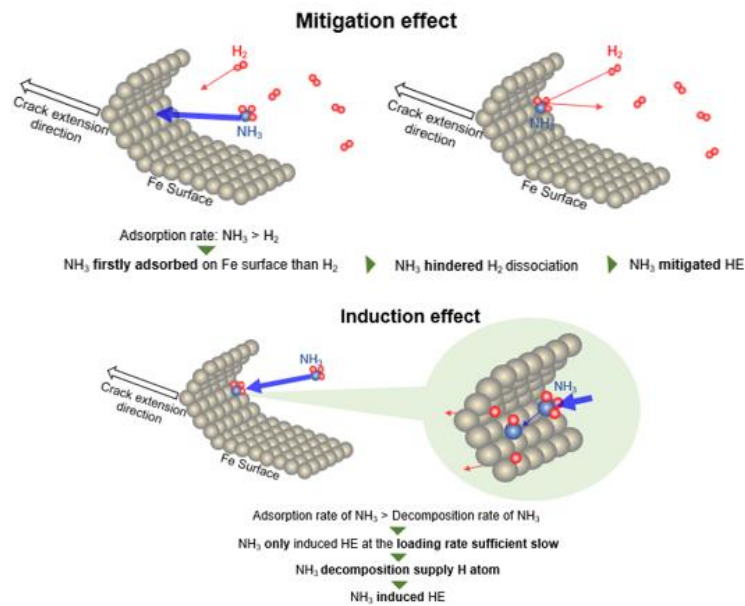 Mitigation effect
H₂
NH₃
Crack extension
direction
Fe Surface
H₂
NH₃
Crack extension
direction
Fe Surface
Adsorption rate: NH₃ > H₂
NH₃ firstly adsorbed on Fe surface than H₂
NH₃ hindered H₂ dissociation
NH₃ mitigated HE
Induction effect
NH₃
Crack extension
direction
Fe Surface
NH₃
Adsorption rate of NH₃ > Decomposition rate of NH₃
NH₃ only induced HE at the loading rate sufficient slow
NH₃ decomposition supply H atom
NH₃ induced HE